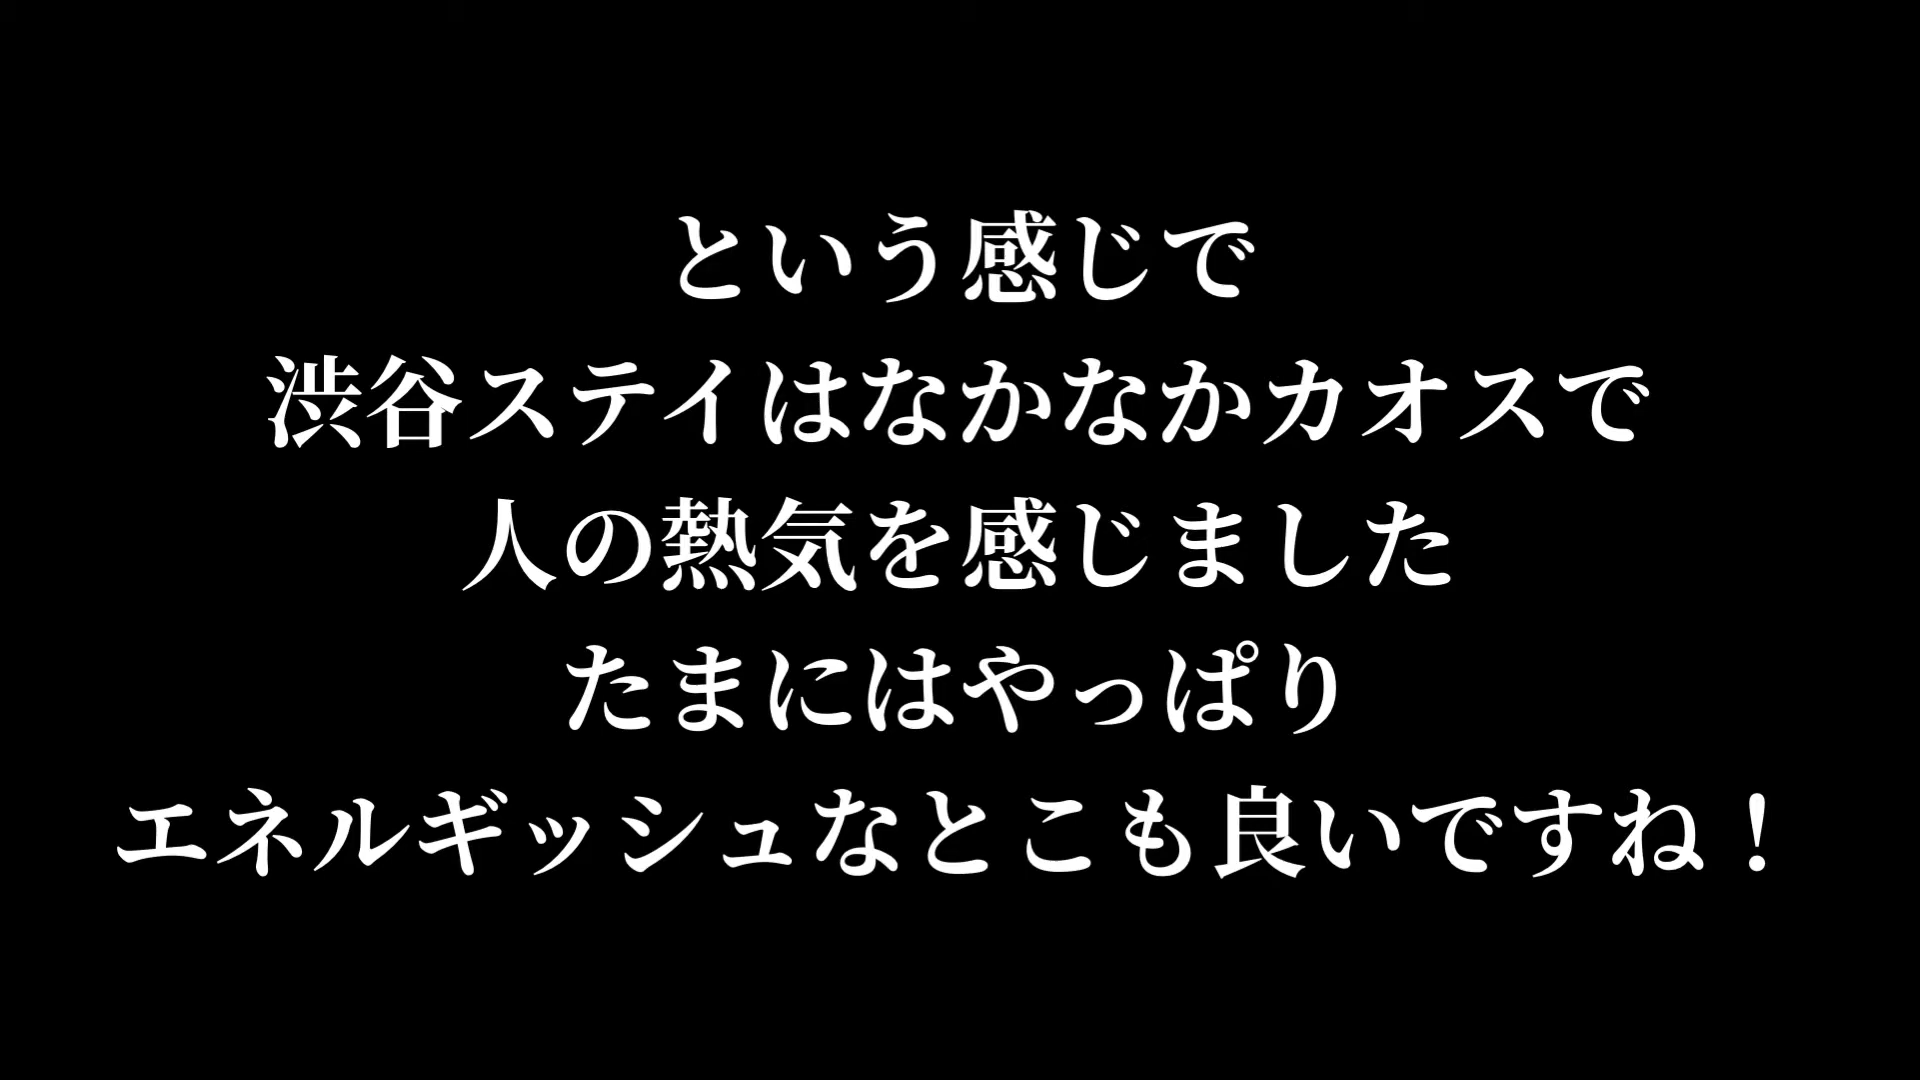 という感じで
渋谷ステイはなかなかカオスで
人の熱気を感じました
たまにはやっぱり
エネルギッシュなとこも良いですね！